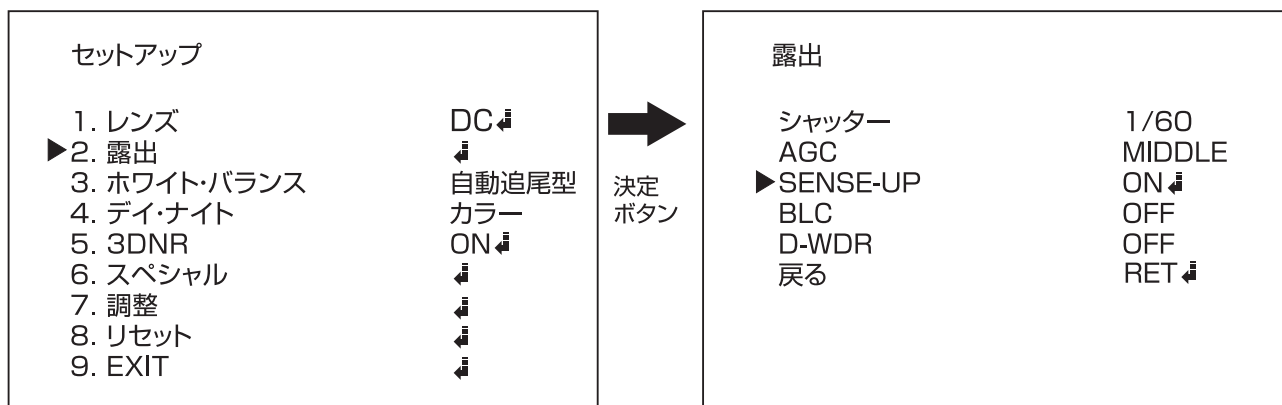 セットアップ
1. レンズ DC↲
▶2. 露出 ↲
3. ホワイト・バランス 自動追尾型
4. デイ・ナイト カラー
5. 3DNR ON↲
6. スペシャル ↲
7. 調整 ↲
8. リセット ↲
9. EXIT ↲
決定
ボタン
露出
シャッター 1/60
AGC MIDDLE
▶SENSE-UP ON↲
BLC OFF
D-WDR OFF
戻る RET↲